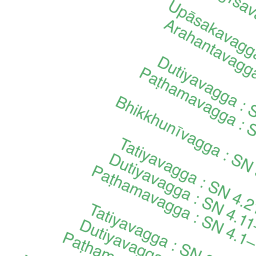 Upāsakavagga
Arahantavagga
Dutiyavagga : S
Paṭhamavagga : S
Bhikkhunīvagga : SN
Tatiyavagga : SN 4.2
Dutiyavagga : SN 4.11–
Paṭhamavagga : SN 4.1–
Tatiyavagga : SN
Dutiyavagga